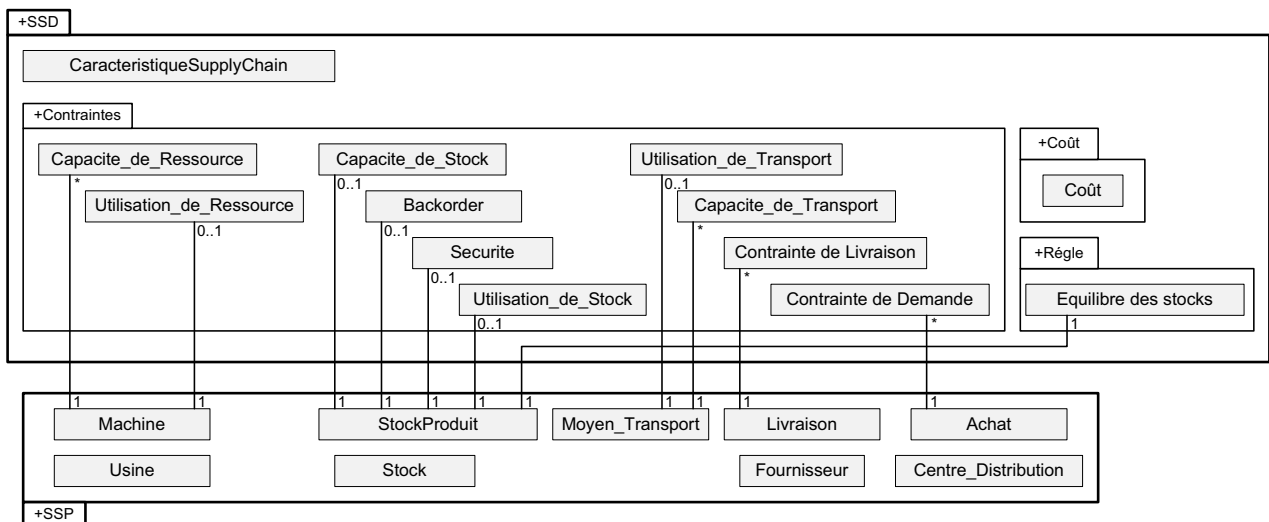 +SSD
CaracteristiqueSupplyChain
+Contraintes
+Coût
Capacite_de_Ressource
Capacite_de_Stock
Utilisation_de_Transport
Coût
*
0..1
0..1
Utilisation_de_Ressource
Backorder
Capacite_de_Transport
0..1
0..1
*
Securite
Contrainte de Livraison
+Régle
0..1
*
Utilisation_de_Stock
Contrainte de Demande
Equilibre des stocks
0..1
*
1
1
1
1
1
1
1
1
1
1
1
1
Machine
StockProduit
Moyen_Transport
Livraison
Achat
Usine
Stock
Fournisseur
Centre_Distribution
+SSP